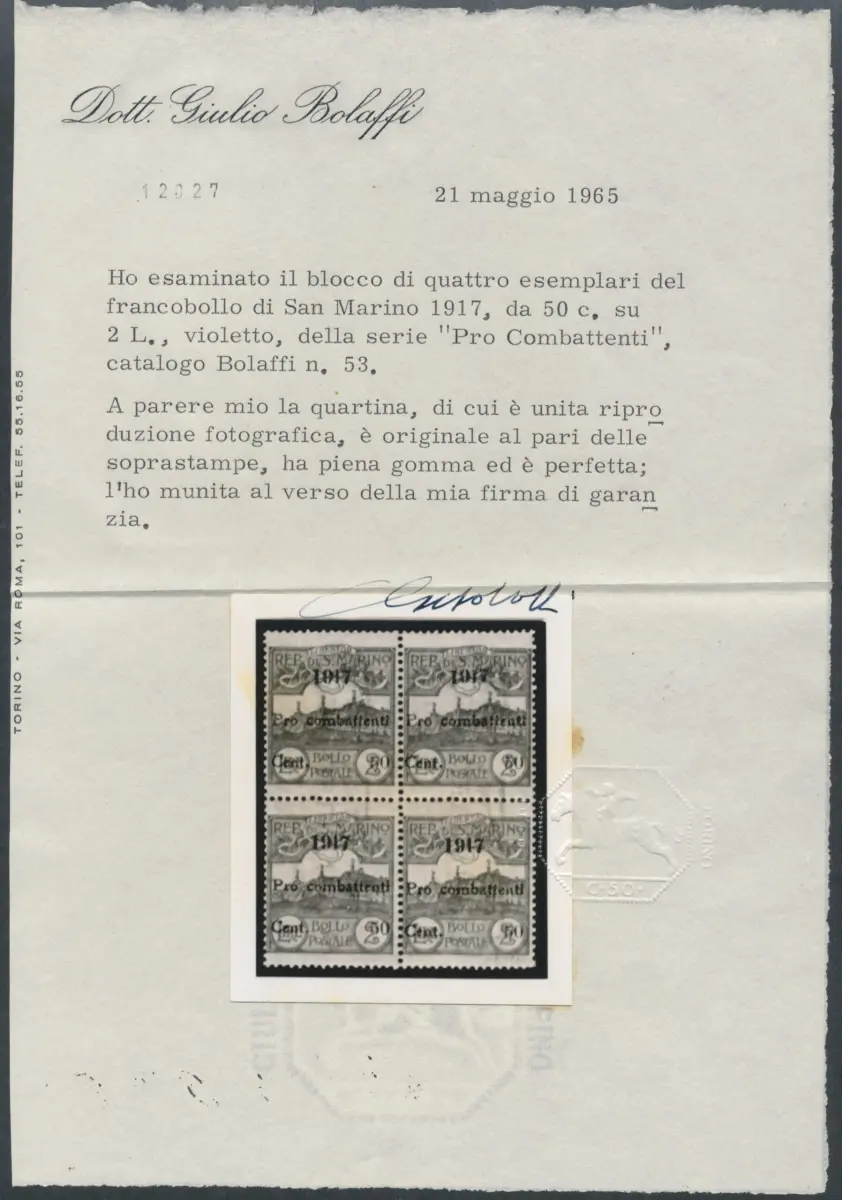 Dott. Giulio Bolaffi
12027
21 maggio 1965
Ho esaminato il blocco di quattro esemplari del
francobollo di San Marino 1917, da 50 c. su
2 L., violetto, della serie "Pro Combattenti",
catalogo Bolaffi n. 53.
A parere mio la quartina, di cui è unita ripro
duzione fotografica, è originale al pari delle
soprastampe, ha piena gomma ed è perfetta;
l'ho munita al verso della mia firma di garan
zia.
TORINO - VIA ROMA, 101 - TELEF. 55.16.55
REP. DI S. MARINO
1917
Pro combattenti
Cent. 50
BOLLO
POSTALE
REP. DI S. MARINO
1917
Pro combattenti
Cent. 50
BOLLO
POSTALE
REP. DI S. MARINO
1917
Pro combattenti
Cent. 50
BOLLO
POSTALE
REP. DI S. MARINO
1917
Pro combattenti
Cent. 50
BOLLO
POSTALE
C.50